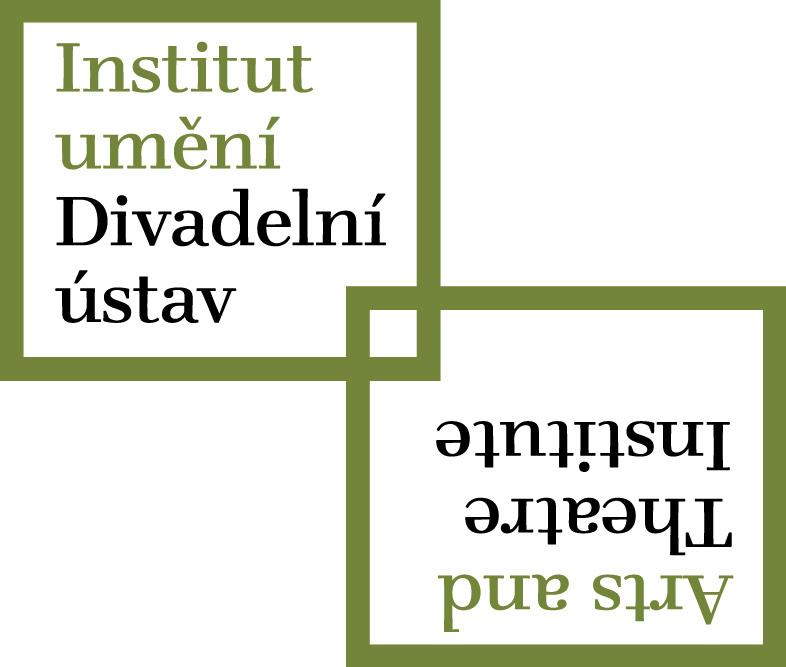 Institut
umění
Divadelní
ústav
Arts and
Theatre
Institute